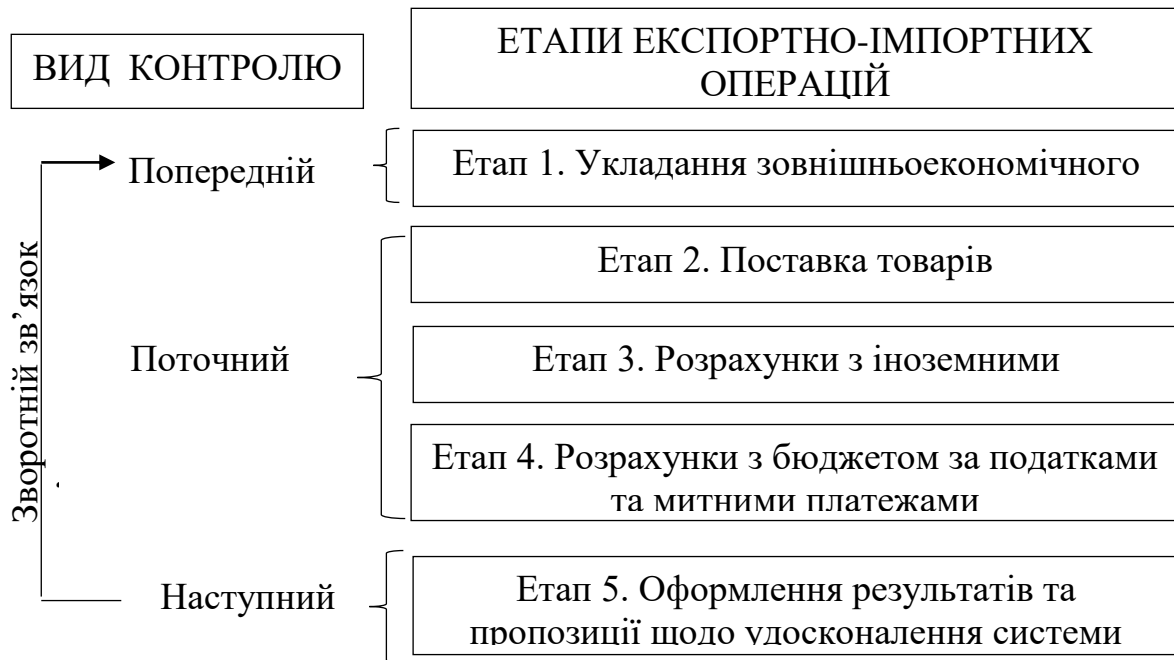 ВИД КОНТРОЛЮ
ЕТАПИ ЕКСПОРТНО-ІМПОРТНИХ
ОПЕРАЦІЙ
Попередній
Етап 1. Укладання зовнішньоекономічного
Зворотній зв’язок
Поточний
Етап 2. Поставка товарів
Етап 3. Розрахунки з іноземними
Етап 4. Розрахунки з бюджетом за податками
та митними платежами
Наступний
Етап 5. Оформлення результатів та
пропозиції щодо удосконалення системи